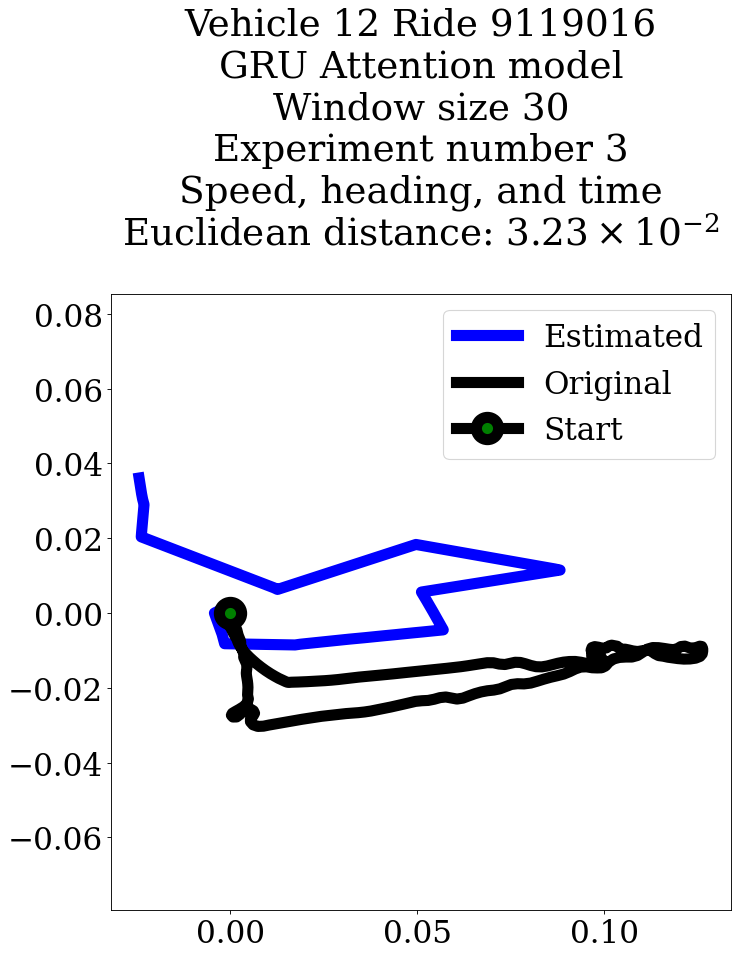 Vehicle 12 Ride 9119016
GRU Attention model
Window size 30
Experiment number 3
Speed, heading, and time
Euclidean distance: 3.23 × 10⁻²
Estimated
Original
Start
0.08
0.06
0.04
0.02
0.00
−0.02
−0.04
−0.06
0.00 0.05 0.10